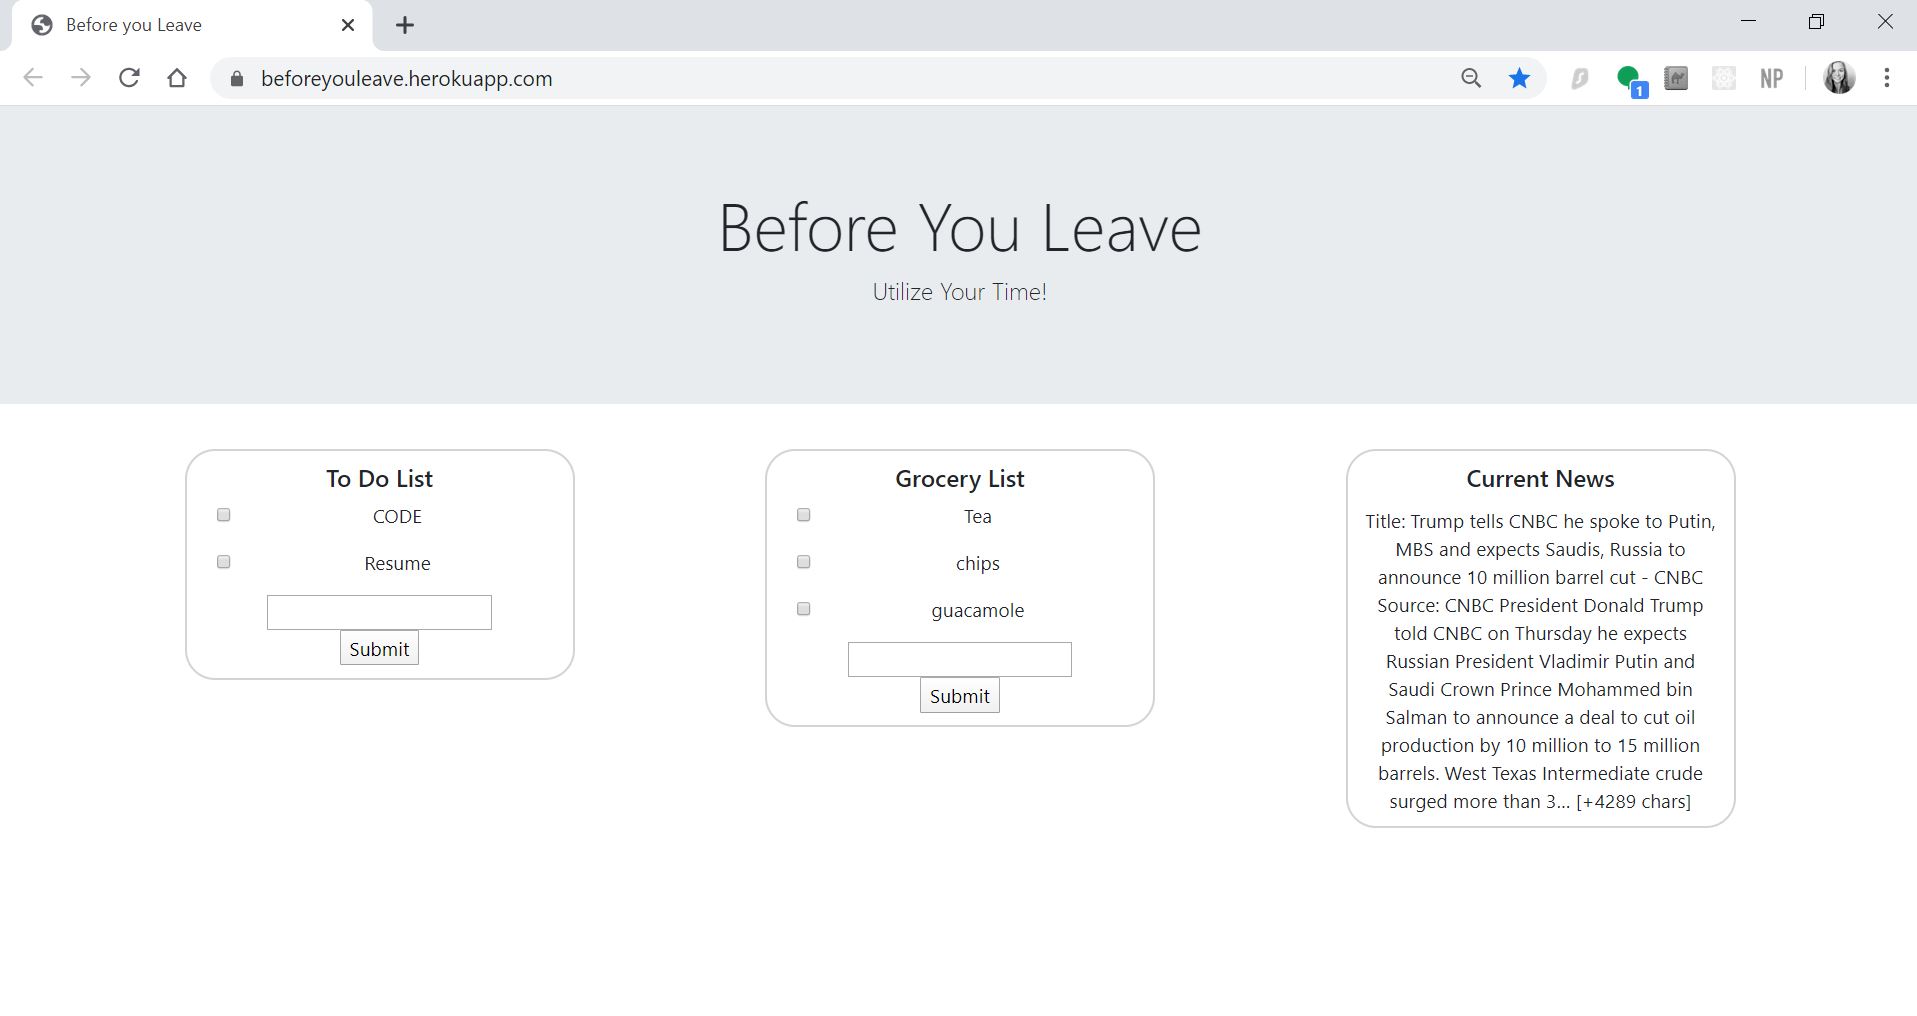 Before you Leave
beforeyouleave.herokuapp.com
1
NP
Before You Leave
Utilize Your Time!
To Do List
CODE
Resume
Submit
Grocery List
Tea
chips
guacamole
Submit
Current News
Title: Trump tells CNBC he spoke to Putin,
MBS and expects Saudis, Russia to
announce 10 million barrel cut - CNBC
Source: CNBC President Donald Trump
told CNBC on Thursday he expects
Russian President Vladimir Putin and
Saudi Crown Prince Mohammed bin
Salman to announce a deal to cut oil
production by 10 million to 15 million
barrels. West Texas Intermediate crude
surged more than 3… [+4289 chars]